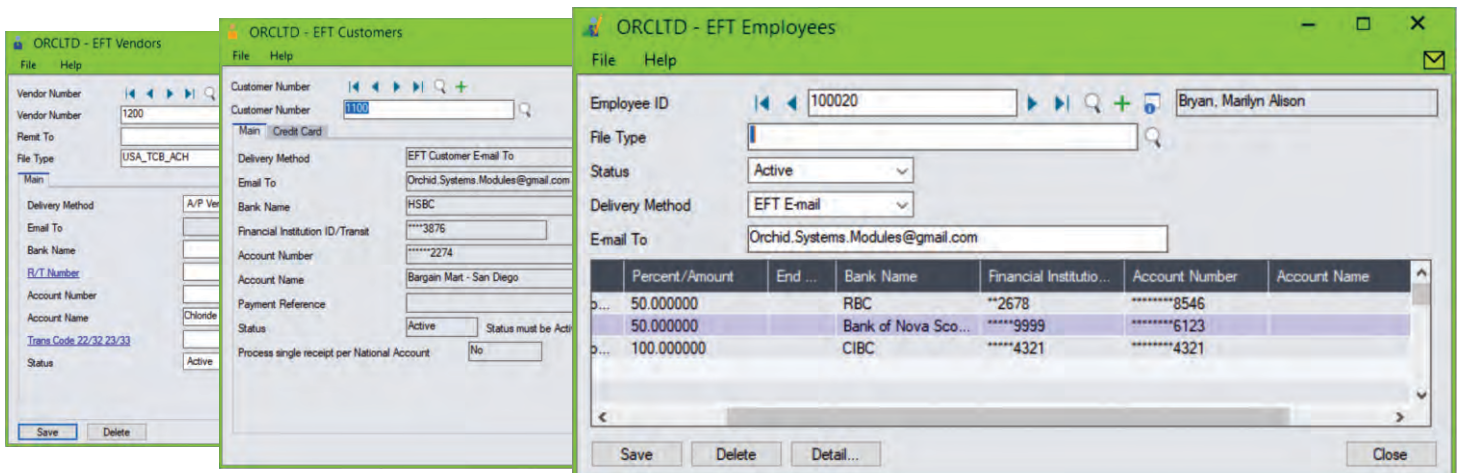 ORCLTD - EFT Vendors
File Help
Vendor Number
Vendor Number 1200
Remit To
File Type USA_TCB_ACH
Main
Delivery Method A/P Ver
Email To
Bank Name
R/T Number
Account Number
Account Name Chloride
Trans Code 22/32 23/33
Status Active
Save Delete
ORCLTD - EFT Customers
File Help
Customer Number
Customer Number 1100
Main Credit Card
Delivery Method EFT Customer E-mail To
Email To Orchid.Systems.Modules@gmail.com
Bank Name HSBC
Financial Institution ID/Transit ****3876
Account Number ******2274
Account Name Bargain Mart - San Diego
Payment Reference
Status Active Status must be Acti
Process single receipt per National Account No
ORCLTD - EFT Employees
File Help
Employee ID 100020 Bryan, Marilyn Alison
File Type
Status Active
Delivery Method EFT E-mail
E-mail To Orchid.Systems.Modules@gmail.com
Percent/Amount End ... Bank Name Financial Institutio... Account Number Account Name
o... 50.000000 RBC **2678 ********8546
50.000000 Bank of Nova Sco... *****9999 ********6123
o... 100.000000 CIBC *****4321 ********4321
Save Delete Detail... Close